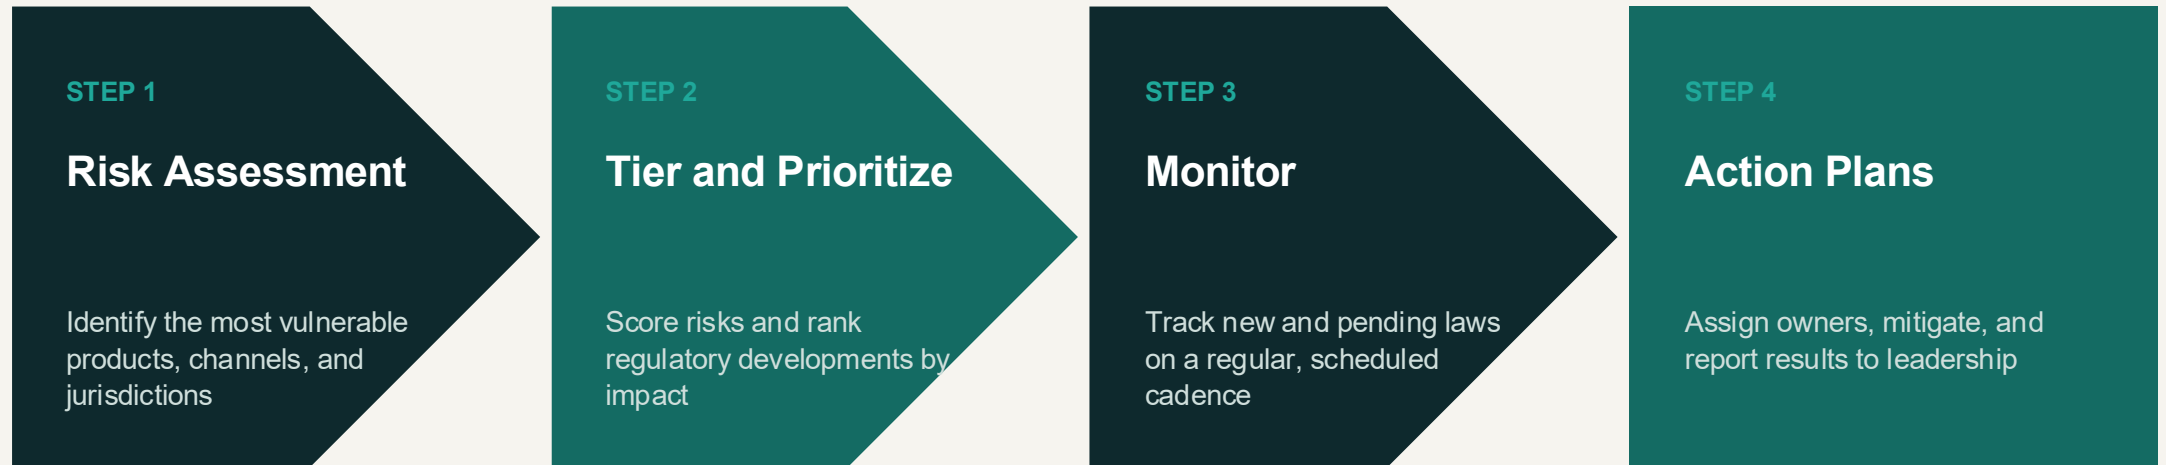 STEP 1
Risk Assessment
Identify the most vulnerable
products, channels, and
jurisdictions
STEP 2
Tier and Prioritize
Score risks and rank
regulatory developments by
impact
STEP 3
Monitor
Track new and pending laws
on a regular, scheduled
cadence
STEP 4
Action Plans
Assign owners, mitigate, and
report results to leadership